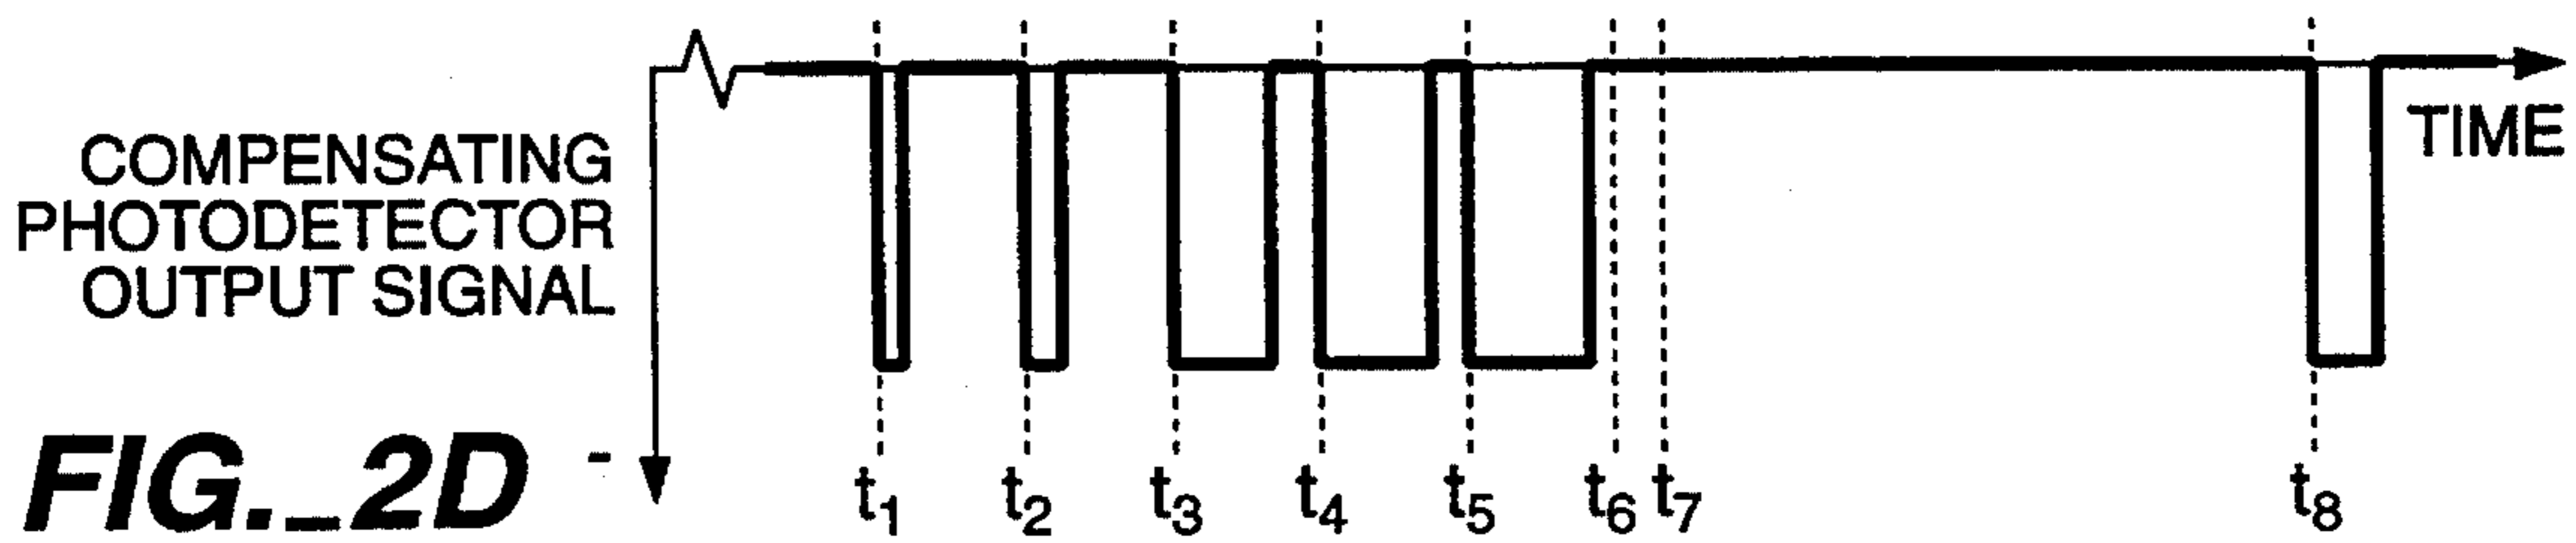 TIME
COMPENSATING
PHOTODETECTOR
OUTPUT SIGNAL
FIG._2D
-
t1 t2 t3 t4 t5 t6 t7 t8